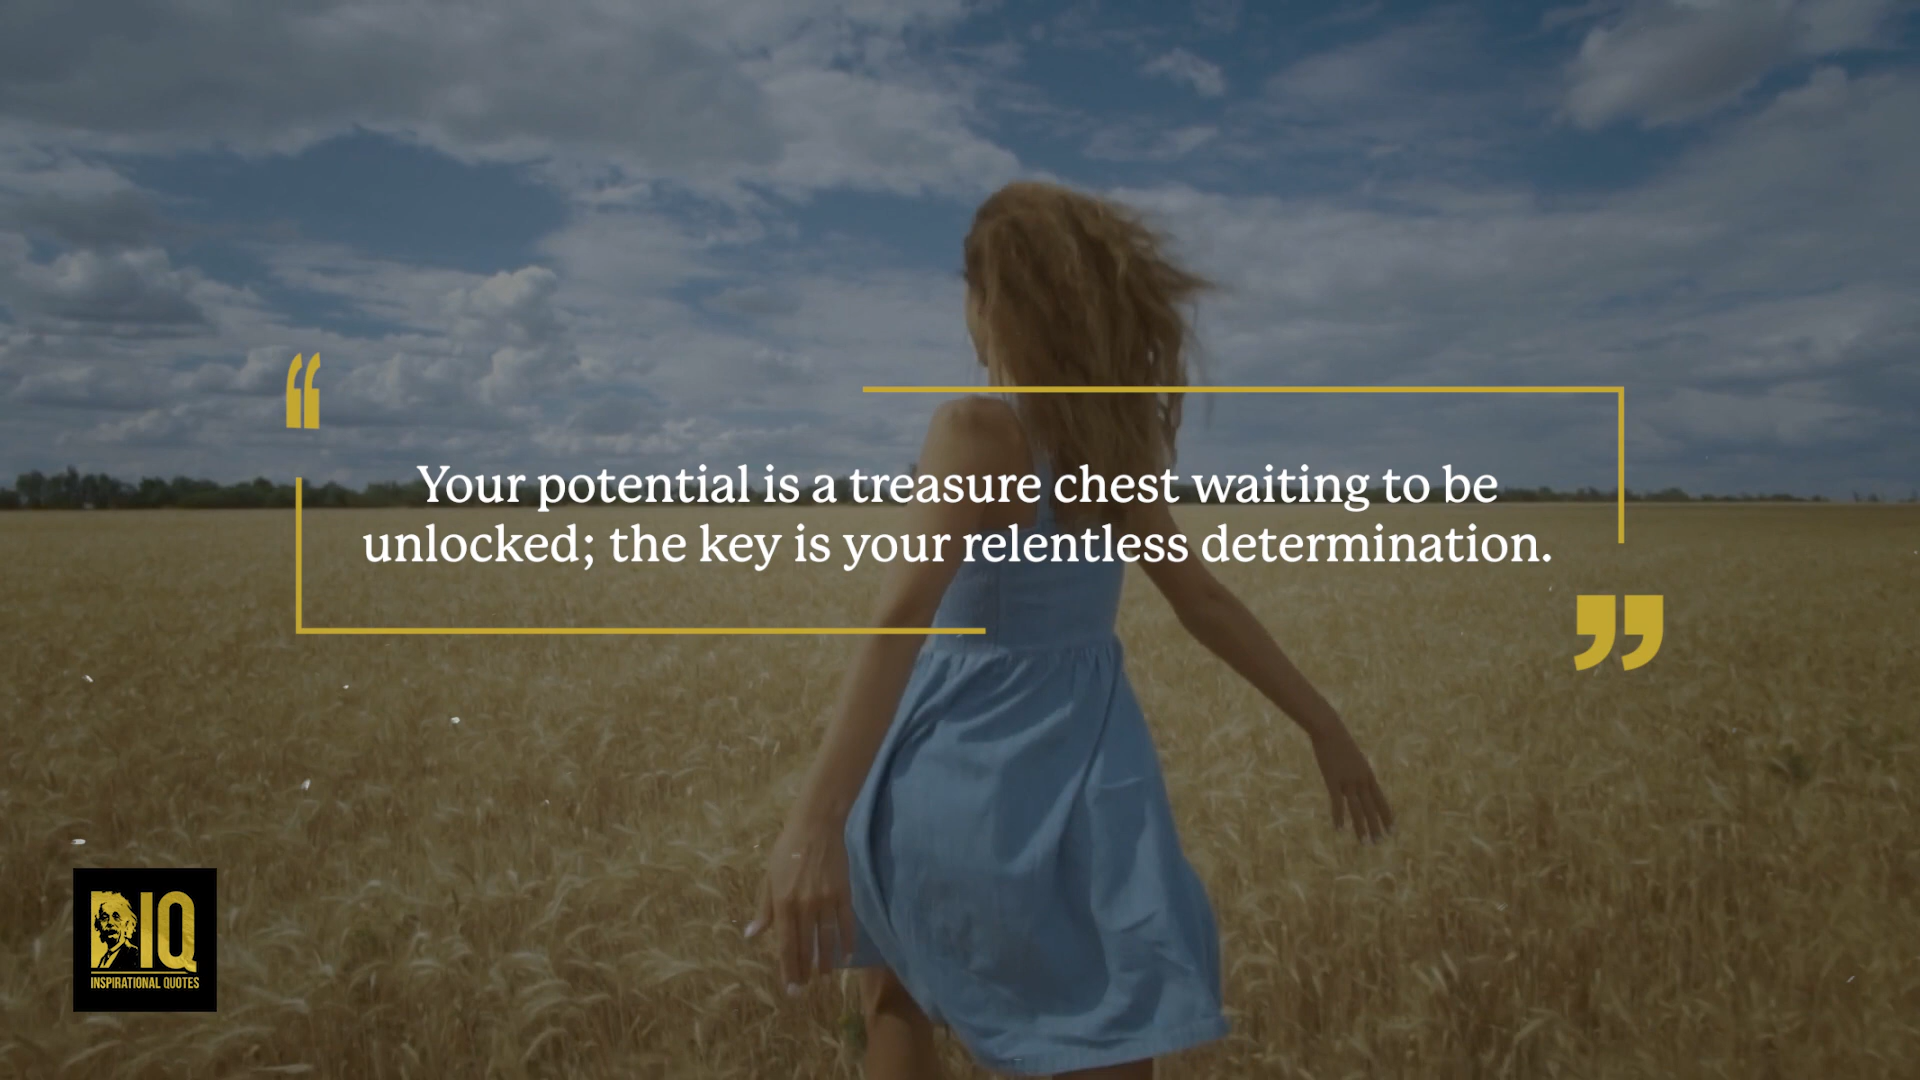 “
Your potential is a treasure chest waiting to be
unlocked; the key is your relentless determination.
”
IQ
INSPIRATIONAL QUOTES